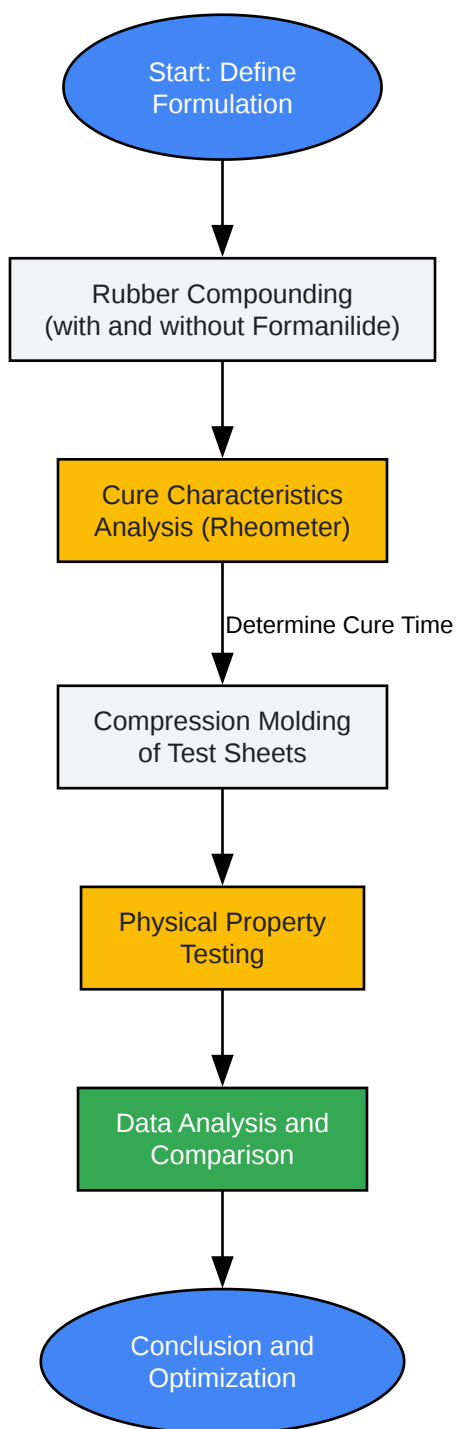 Start: Define
Formulation
Rubber Compounding
(with and without Formanilide)
Cure Characteristics
Analysis (Rheometer)
Determine Cure Time
Compression Molding
of Test Sheets
Physical Property
Testing
Data Analysis and
Comparison
Conclusion and
Optimization